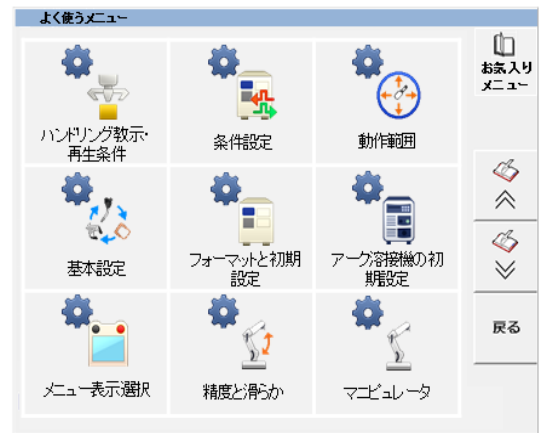 よく使うメニュー
お気入り
メニュー
ハンドリング教示・
再生条件
条件設定
動作範囲
基本設定
フォーマットと初期
設定
アーク溶接機の初
期設定
メニュー表示選択
精度と滑らか
マニピュレータ
戻る